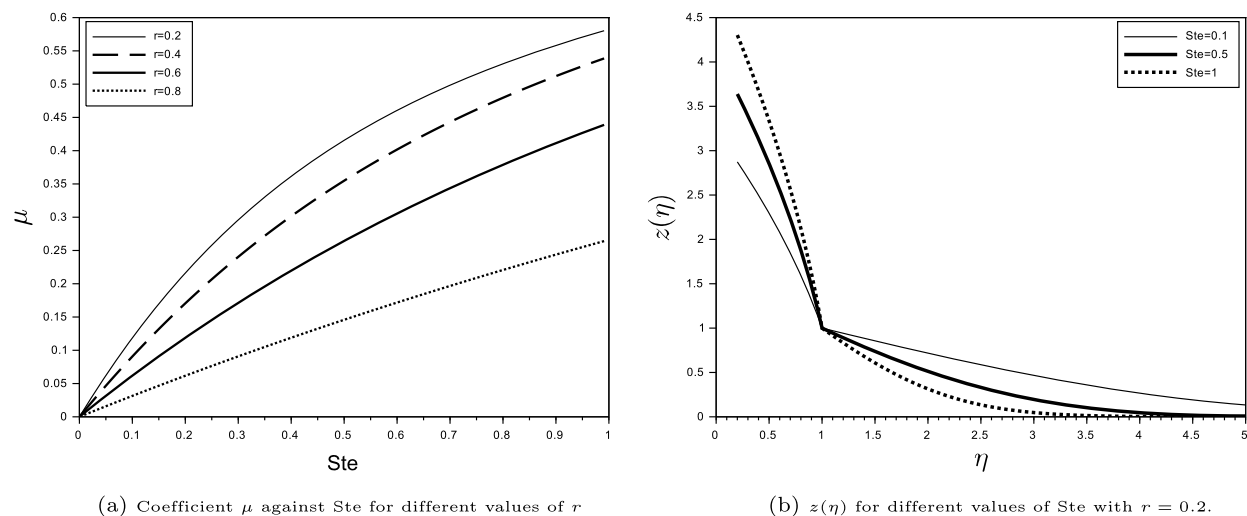 0.6
0.55
0.5
0.45
0.4
0.35
0.3
0.25
0.2
0.15
0.1
0.05
0
μ
r=0.2
r=0.4
r=0.6
r=0.8
0 0.1 0.2 0.3 0.4 0.5 0.6 0.7 0.8 0.9 1
Ste
(a) Coefficient μ against Ste for different values of r
4.5
4
3.5
3
2.5
2
1.5
1
0.5
0
z(η)
Ste=0.1
Ste=0.5
Ste=1
0 0.5 1 1.5 2 2.5 3 3.5 4 4.5 5
η
(b) z(η) for different values of Ste with r = 0.2.